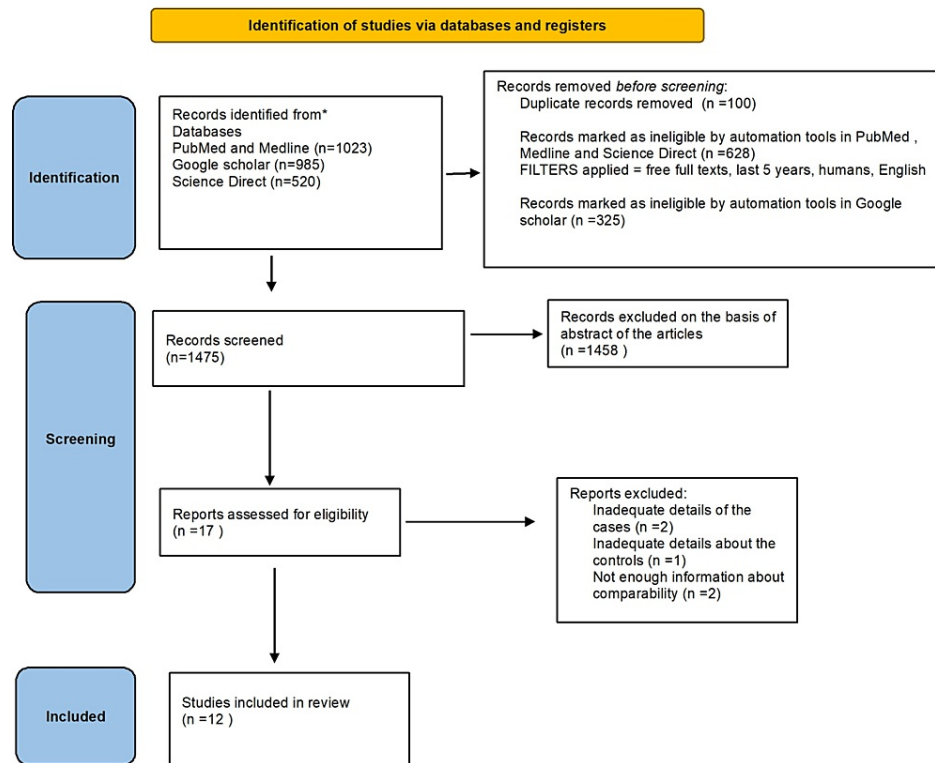 Identification of studies via databases and registers
Identification
Records identified from*
Databases
PubMed and Medline (n=1023)
Google scholar (n=985)
Science Direct (n=520)
Records removed before screening:
Duplicate records removed (n =100)
Records marked as ineligible by automation tools in PubMed ,
Medline and Science Direct (n=628)
FILTERS applied = free full texts, last 5 years, humans, English
Records marked as ineligible by automation tools in Google
scholar (n =325)
Screening
Records screened
(n=1475)
Records excluded on the basis of
abstract of the articles
(n =1458 )
Reports assessed for eligibility
(n =17 )
Reports excluded:
Inadequate details of the
cases (n =2)
Inadequate details about the
controls (n =1)
Not enough information about
comparability (n =2)
Included
Studies included in review
(n =12 )